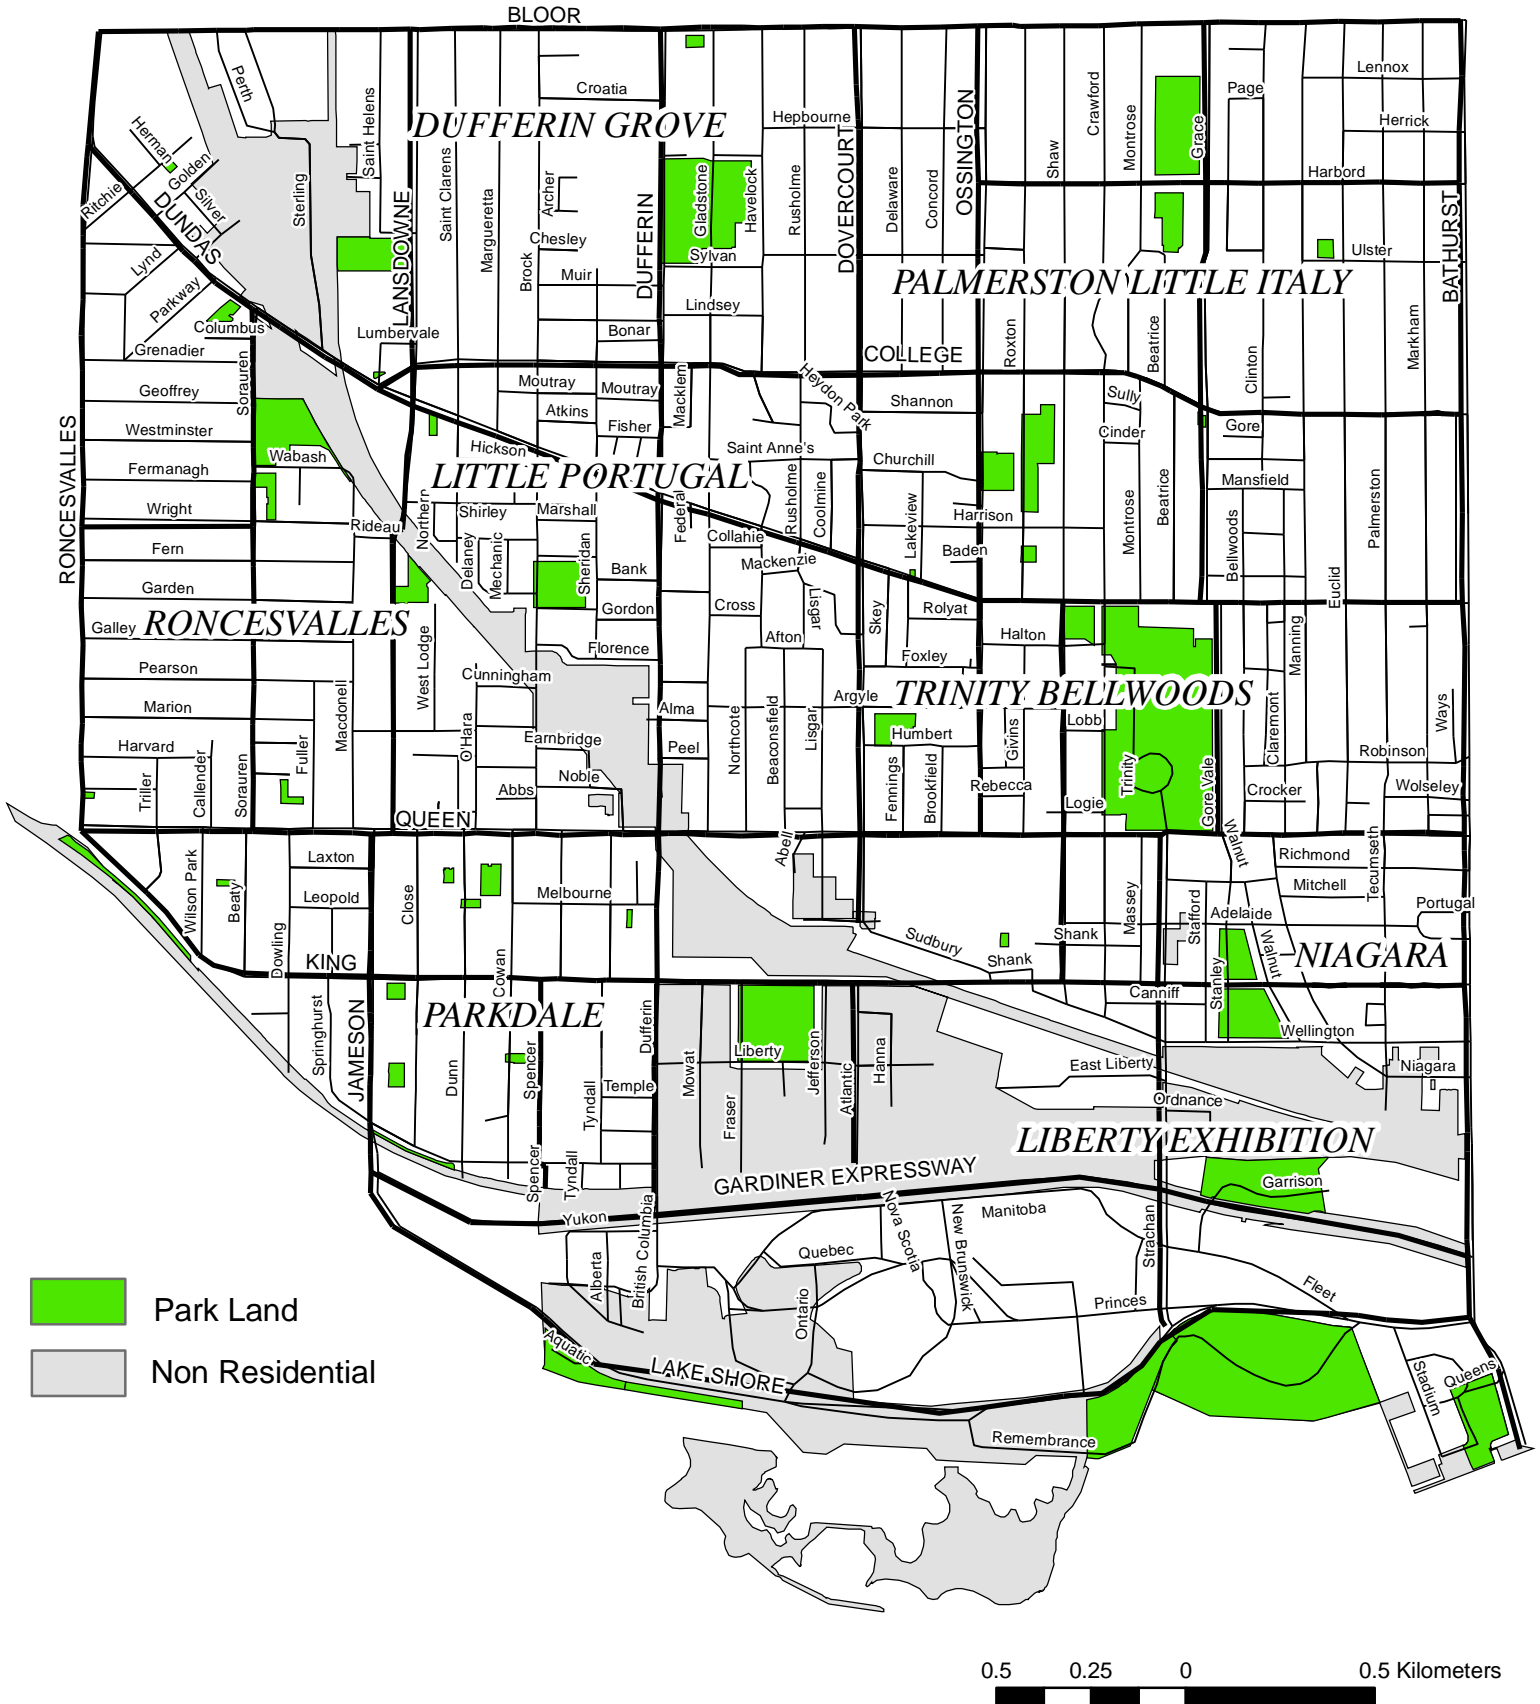 BLOOR
Perth
Croatia
Lennox
Page
Crawford
Montrose
Grace
Saint Helens
DUFFERIN GROVE
Hepbourne
Herrick
OSSINGTON
Herman
Golden
Silver
Ritchie
DUNDAS
Sterling
LANSDOWNE
Saint Clarens
Margueretta
Archer
Brock
Chesley
DUFFERIN
Gladstone
Havelock
Rusholme
DOVERCOURT
Delaware
Concord
Shaw
Harbord
BATHURST
Sylvan
Ulster
Lynd
Parkway
Muir
PALMERSTON LITTLE ITALY
Lindsey
Columbus
Lumbervale
Bonar
Grenadier
COLLEGE
Roxton
Beatrice
Clinton
Markham
Sorauren
Geoffrey
Moutray
Moutray
Macklem
Heydon Park
Shannon
Sully
Atkins
RONCESVALLES
Westminster
Fisher
Cinder
Gore
Wabash
Hickson
Saint Anne's
Churchill
Fermanagh
LITTLE PORTUGAL
Mansfield
Wright
Rideau
Northern
Shirley
Marshall
Federal
Rusholme
Coolmine
Lakeview
Harrison
Montrose
Beatrice
Palmerston
Fern
Delaney
Mechanic
Sheridan
Collahie
Baden
Bellwoods
Garden
Bank
Mackenzie
Euclid
Galley
RONCESVALLES
Gordon
Cross
Lisgar
Skey
Rolyat
Halton
Manning
Florence
Afton
Foxley
Pearson
West Lodge
Cunningham
Argyle
TRINITY BELLWOODS
Marion
Macdonell
Alma
Lobb
Ways
Harvard
Fuller
O'Hara
Earnbridge
Peel
Northcote
Beaconsfield
Lisgar
Humbert
Givins
Claremont
Robinson
Triller
Callender
Sorauren
Noble
Fennings
Brookfield
Rebecca
Trinity
Gore Vale
Crocker
Wolseley
Abbs
Logie
QUEEN
Abell
Walnut
Tecumseth
Wilson Park
Laxton
Richmond
Beaty
Leopold
Close
Melbourne
Massey
Stafford
Mitchell
Portugal
Adelaide
Dowling
Sudbury
Shank
Walnut
NIAGARA
KING
Cowan
Shank
Stanley
Canniff
Springhurst
JAMESON
PARKDALE
Dufferin
Wellington
Dunn
Spencer
Liberty
Jefferson
Hanna
East Liberty
Niagara
Tyndall
Temple
Mowat
Fraser
Atlantic
Ordnance
LIBERTY EXHIBITION
Spencer
Tyndall
GARDINER EXPRESSWAY
Garrison
Yukon
British Columbia
Nova Scotia
New Brunswick
Manitoba
Strachan
Alberta
Quebec
Ontario
Princes
Fleet
Park Land
Aquatic
LAKE SHORE
Stadium
Queens
Non Residential
Remembrance
0.5 0.25 0 0.5 Kilometers